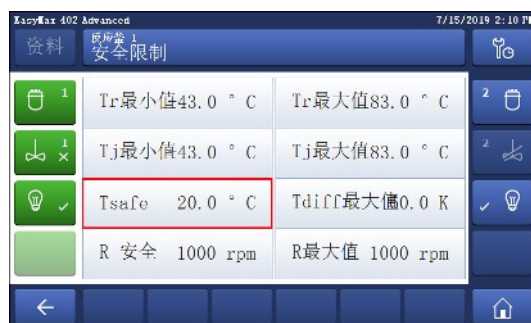 EasyMax 402 Advanced 7/15/2019 2:10 PM
资料
反应釜 1
安全限制
1
Tr最小值43.0 ° C
Tr最大值83.0 ° C
2
1
Tj最小值43.0 ° C
Tj最大值83.0 ° C
2
Tsafe 20.0 ° C
Tdiff最大值0.0 K
R 安全 1000 rpm
R最大值 1000 rpm